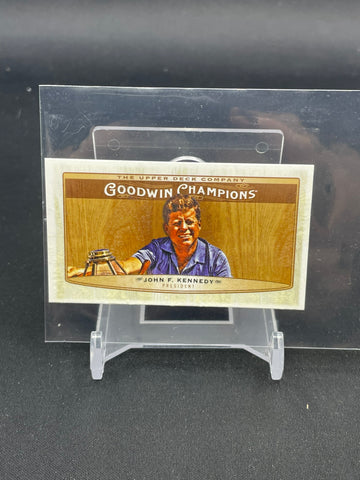 THE UPPER DECK COMPANY
GOODWIN CHAMPIONS
JOHN F. KENNEDY
PRESIDENT